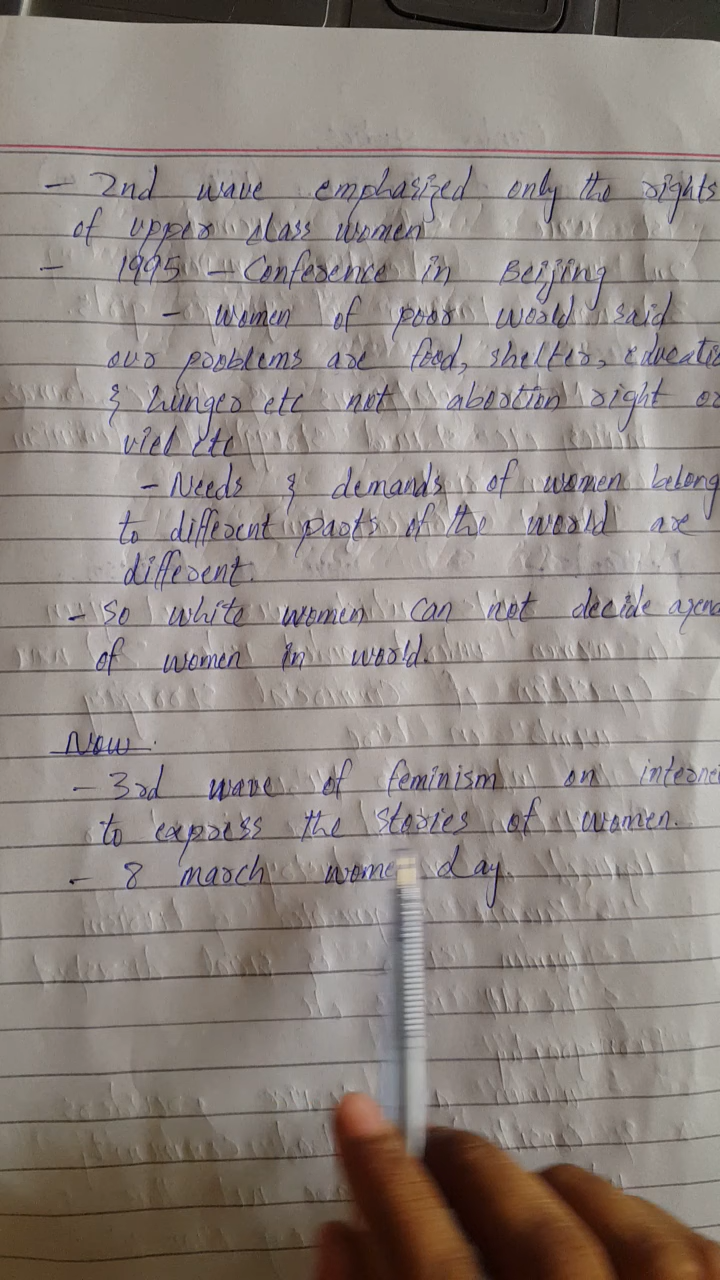 - 2nd wave emphasized only the rights
of upper class women
- 1995 - Conference in Beijing
- women of poor world said
our problems are food, shelter, educatio
& hunger etc not abortion right or
etc
- Needs & demands of women belong
to different parts of the world are
different.
- So white women can not decide agend
of women in world.
Now.
- 3rd wave of feminism on interne
to express the stories of women.
- 8 march women day.